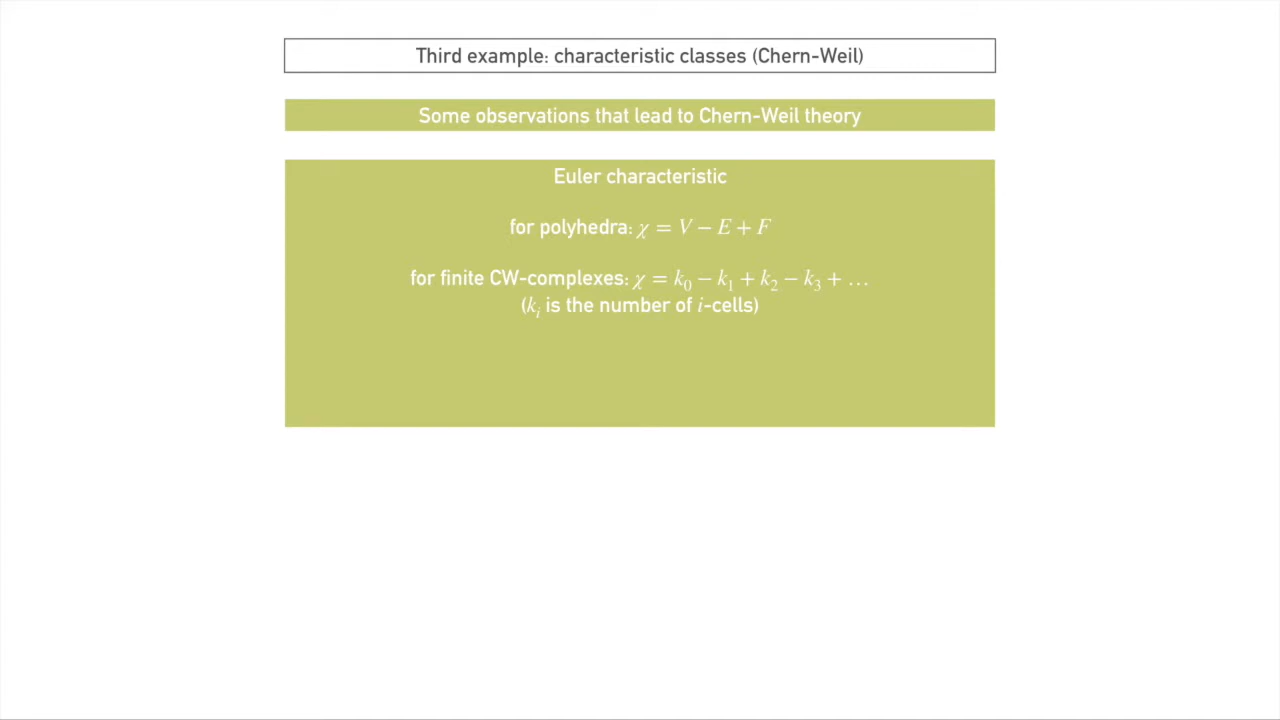 Third example: characteristic classes (Chern-Weil)
Some observations that lead to Chern-Weil theory
Euler characteristic
for polyhedra: χ = V − E + F
for finite CW-complexes: χ = k₀ − k₁ + k₂ − k₃ + …
(kᵢ is the number of i-cells)